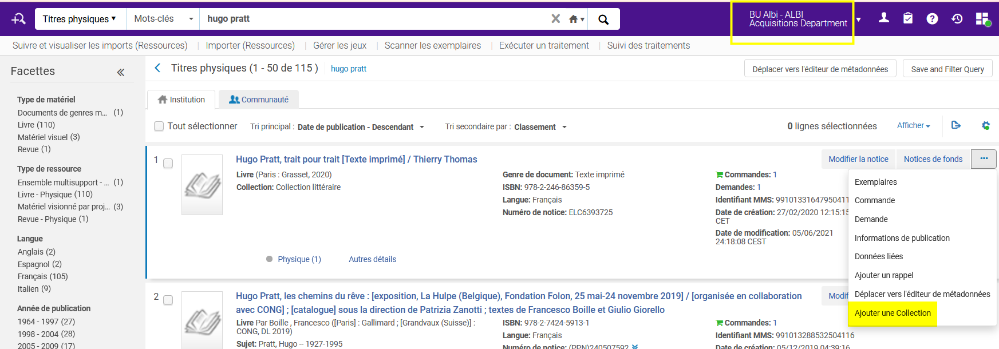 Titres physiques
Mots-clés
hugo pratt
BU Albi - ALBI
Acquisitions Department
Suivre et visualiser les imports (Ressources)
Importer (Ressources)
Gérer les jeux
Scanner les exemplaires
Exécuter un traitement
Suivi des traitements
Facettes
Type de matériel
Documents de genres m... (1)
Livre (110)
Matériel visuel (3)
Revue (1)
Type de ressource
Ensemble multisupport - ... (1)
Livre - Physique (110)
Matériel visionné par proj... (3)
Revue - Physique (1)
Langue
Anglais (2)
Espagnol (2)
Français (105)
Italien (9)
Année de publication
1964 - 1997 (27)
1998 - 2004 (28)
2005 - 2009 (17)
Titres physiques (1 - 50 de 115 )
hugo pratt
Déplacer vers l'éditeur de métadonnées
Save and Filter Query
Institution
Communauté
Tout sélectionner
Tri principal : Date de publication - Descendant
Tri secondaire par : Classement
0 lignes sélectionnées
Afficher
1
Hugo Pratt, trait pour trait [Texte imprimé] / Thierry Thomas
Livre (Paris : Grasset, 2020)
Collection: Collection littéraire
Genre de document: Texte imprimé
ISBN: 978-2-246-86359-5
Langue: Français
Numéro de notice: ELC6393725
Commandes: 1
Demandes: 1
Identifiant MMS: 99101331647950411
Date de création: 27/02/2020 12:15:15
CET
Date de modification: 05/06/2021
24:18:08 CEST
Physique (1)
Autres détails
Modifier la notice
Notices de fonds
Exemplaires
Commande
Demande
Informations de publication
Données liées
Ajouter un rappel
Déplacer vers l'éditeur de métadonnées
Ajouter une Collection
2
Hugo Pratt, les chemins du rêve : [exposition, La Hulpe (Belgique), Fondation Folon, 25 mai-24 novembre 2019] / [organisée en collaboration
avec CONG] ; [catalogue] sous la direction de Patrizia Zanotti ; textes de Francesco Boille et Giulio Giorello
Livre Par Boille , Francesco ([Paris] : Gallimard ; [Grandvaux (Suisse)] :
CONG, DL 2019)
Sujet: Pratt, Hugo -- 1927-1995
ISBN: 978-2-7424-5913-1
Langue: Français
Numéro de notice: (PPN)240507592
Commandes: 1
Identifiant MMS: 991013288532504116
Date de création: 05/12/2019 04:39:16
Modif